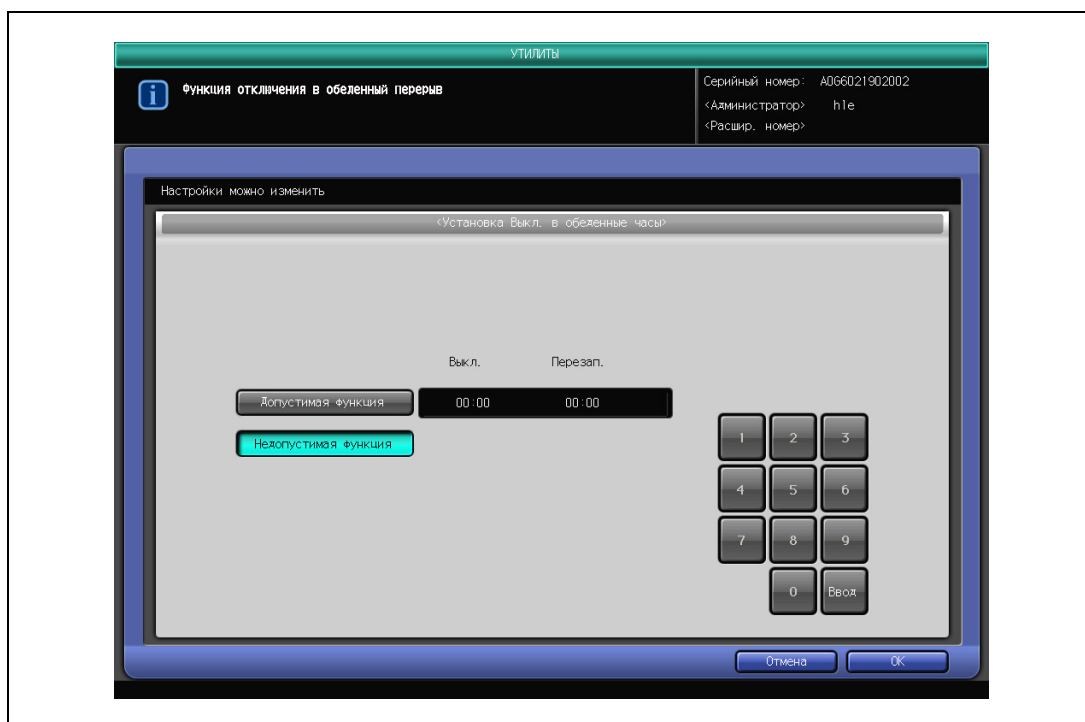 УТИЛИТЫ
Функция отключения в обеденный перерыв
Серийный номер: A0G6021902002
<Администратор> hle
<Расшир. номер>
Настройки можно изменить
<Установка Выкл. в обеденные часы>
Выкл. Перезап.
Допустимая функция 00:00 00:00
Недопустимая функция
1 2 3
4 5 6
7 8 9
0 Ввод
Отмена OK